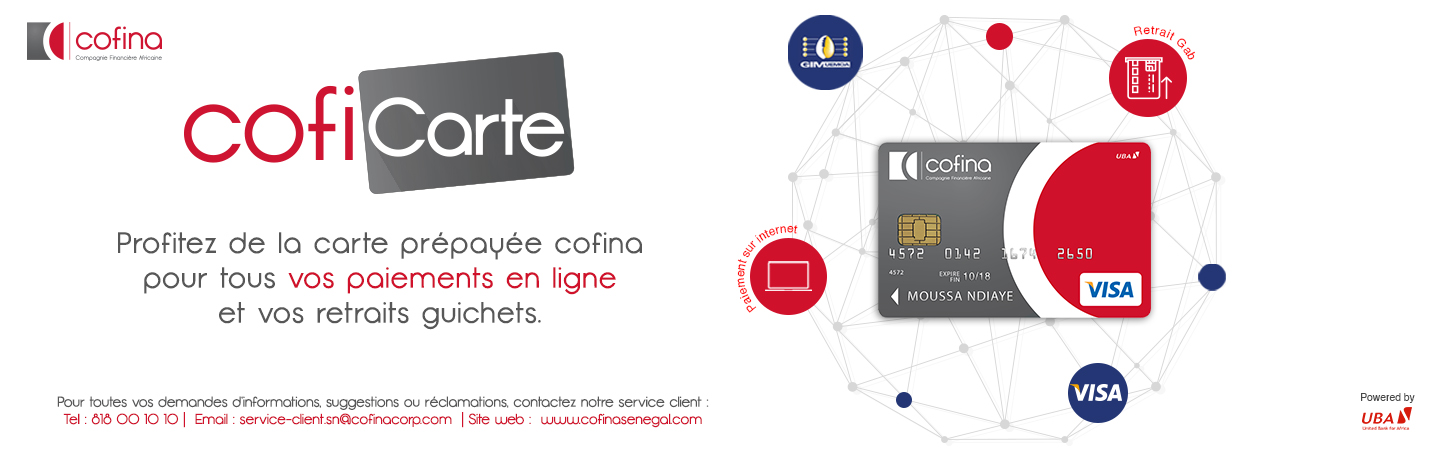 cofina
Compagnie Financière Africaine
cofiCarte
Profitez de la carte prépayée cofina
pour tous vos paiements en ligne
et vos retraits guichets.
Pour toutes vos demandes d'informations, suggestions ou réclamations, contactez notre service client :
Tel : 818 00 10 10 | Email : service-client.sn@cofinacorp.com | Site web : www.cofinasenegal.com
GIM UEMOA
Retrait Gab
Paiement sur internet
cofina
Compagnie Financière Africaine
UBA
4572 0142 1674 2650
4572
EXPIRE
FIN 10/18
MOUSSA NDIAYE
VISA
VISA
Powered by
UBA
United Bank for Africa